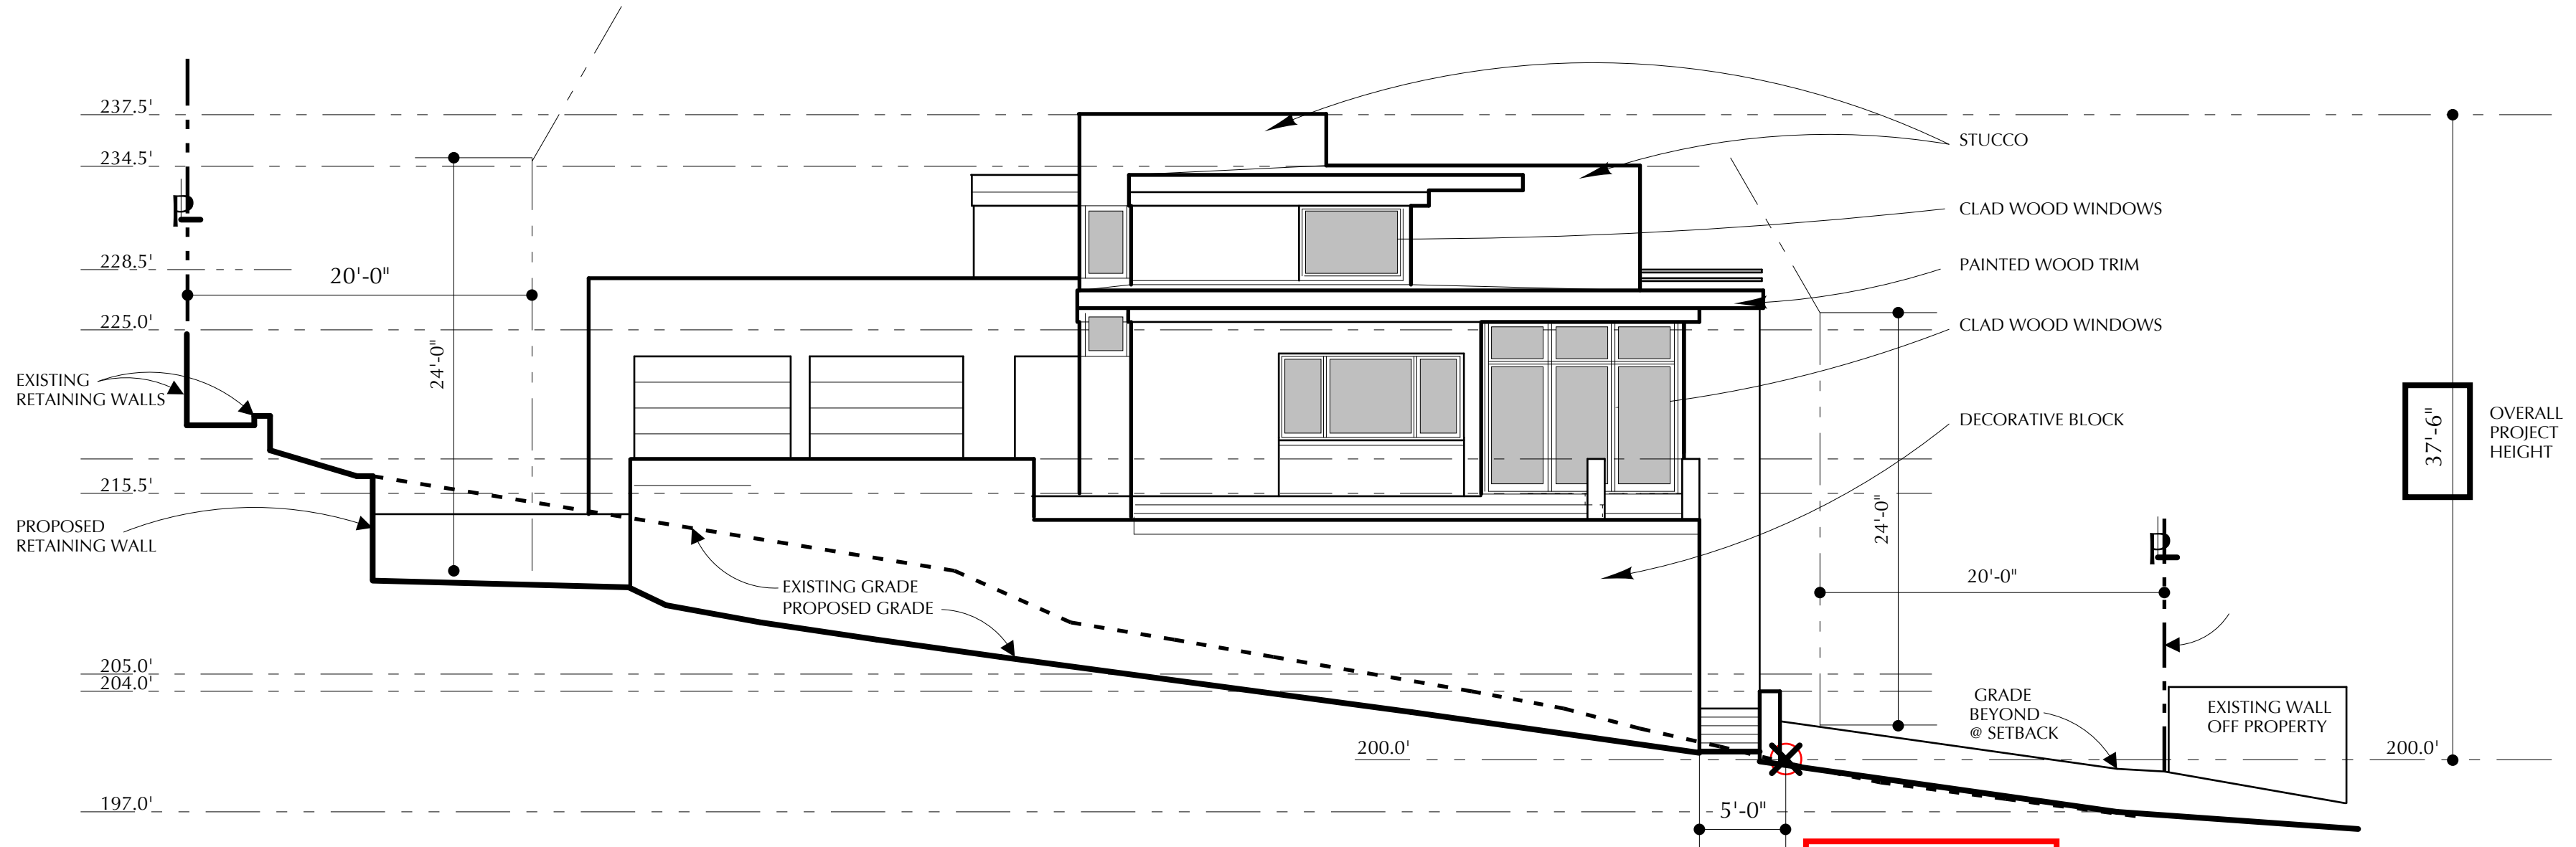 237.5'
234.5'
228.5'
225.0'
215.5'
205.0'
204.0'
197.0'
PL
20'-0"
24'-0"
EXISTING
RETAINING WALLS
PROPOSED
RETAINING WALL
EXISTING GRADE
PROPOSED GRADE
STUCCO
CLAD WOOD WINDOWS
PAINTED WOOD TRIM
CLAD WOOD WINDOWS
DECORATIVE BLOCK
24'-0"
20'-0"
PL
37'-6"
OVERALL
PROJECT
HEIGHT
GRADE
BEYOND
@ SETBACK
EXISTING WALL
OFF PROPERTY
200.0'
200.0'
5'-0"